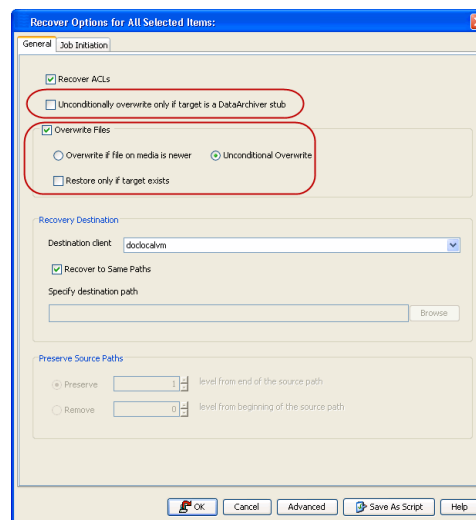 Recover Options for All Selected Items:
General Job Initiation
Recover ACLs
Unconditionally overwrite only if target is a DataArchiver stub
Overwrite Files
Overwrite if file on media is newer Unconditional Overwrite
Restore only if target exists
Recovery Destination
Destination client doclocalvm
Recover to Same Paths
Specify destination path
Browse
Preserve Source Paths
Preserve 1 level from end of the source path
Remove 0 level from beginning of the source path
OK Cancel Advanced Save As Script Help